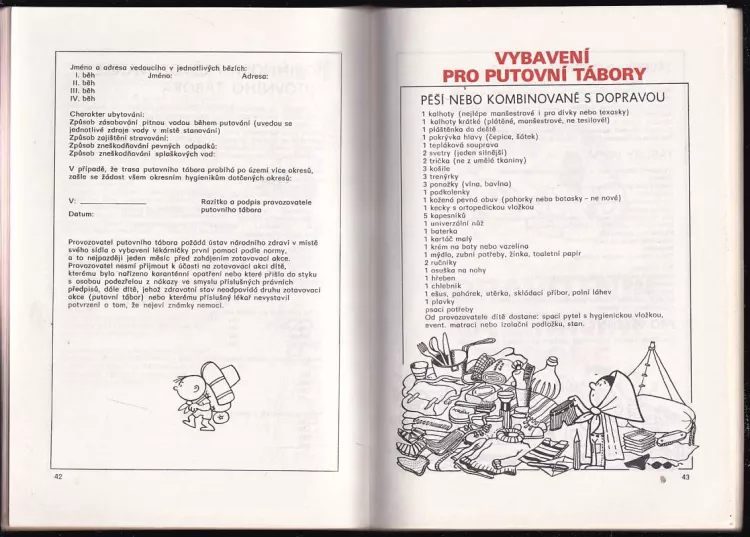 Jméno a adresa vedoucího v jednotlivých bězích:
I. běh Jméno: Adresa:
II. běh
III. běh
IV. běh
Charakter ubytování:
Způsob zásobování pitnou vodou během putování (uvedou se
jednotlivé zdroje vody v místě stanování)
Způsob zajištění stravování:
Způsob zneškodňování pevných odpadků:
Způsob zneškodňování splaškových vod:
V případě, že trasa putovního tábora probíhá po území více okresů,
zašle se žádost všem okresním hygienikům dotčených okresů:
V: Razítko a podpis provozovatele
putovního tábora
Datum:
Provozovatel putovního tábora požádá ústav národního zdraví v místě
svého sídla o vybavení lékárničky první pomoci podle normy,
a to nejpozději jeden měsíc před zahájením zotavovací akce.
Provozovatel nesmí přijmout k účasti na zotavovací akci dítě,
kterému bylo nařízeno karanténní opatření nebo které přišlo do styku
s osobou podezřelou z nákazy ve smyslu příslušných právních
předpisů, dále dítě, jehož zdravotní stav neodpovídá druhu zotavovací
akce (putovní tábor) nebo kterému příslušný lékař nevystavil
potvrzení o tom, že nejeví známky nemoci.
42
VYBAVENÍ
PRO PUTOVNÍ TÁBORY
PĚŠÍ NEBO KOMBINOVANÉ S DOPRAVOU
1 kalhoty (nejlépe manšestrové i pro dívky nebo texasky)
1 kalhoty krátké (plátěné, manšestrové, ne tesilové!)
1 pláštěnka do deště
1 pokrývka hlavy (čepice, šátek)
1 tepláková souprava
2 svetry (jeden silnější)
2 trička (ne z umělé tkaniny)
3 košile
3 trenýrky
3 ponožky (vlna, bavlna)
1 podkolenky
1 kožená pevná obuv (pohorky nebo botasky - ne nové)
1 kecky s ortopedickou vložkou
5 kapesníků
1 univerzální nůž
1 baterka
1 kartáč malý
1 krém na boty nebo vazelína
1 mýdlo, zubní potřeby, žínka, toaletní papír
2 ručníky
1 osuška na nohy
1 hřeben
1 chlebník
1 ešus, pohárek, utěrka, skládací příbor, polní láhev
1 plavky
psací potřeby
Od provozovatele dítě dostane: spací pytel s hygienickou vložkou,
event. matraci nebo izolační podložku, stan.
43